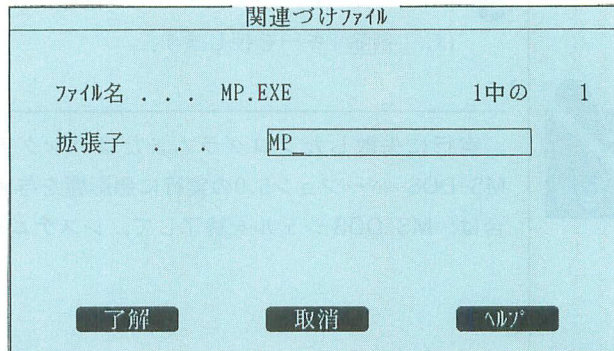 関連づけファイル
ファイル名 . . . MP.EXE 1中の 1
拡張子 . . . MP_
了解 取消 ヘルプ